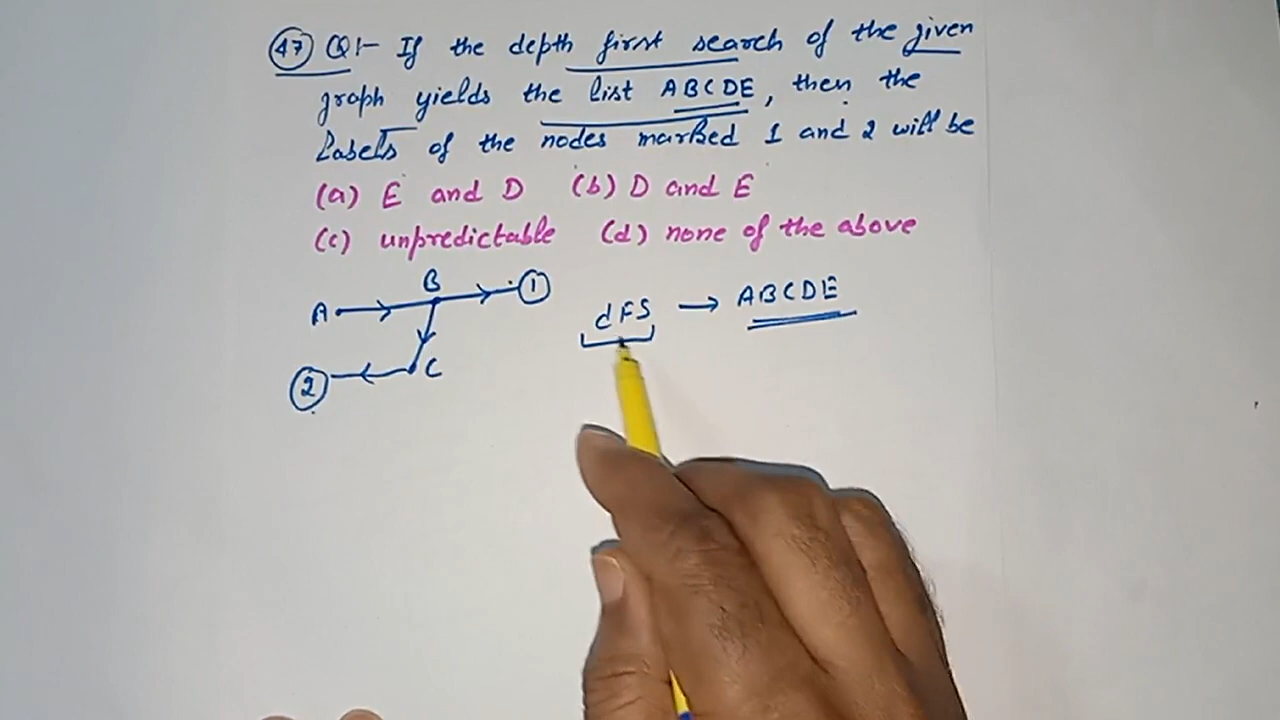 47 Q:- If the depth first search of the given
graph yields the list ABCDE, then the
labels of the nodes marked 1 and 2 will be
(a) E and D (b) D and E
(c) unpredictable (d) none of the above
A B 1
2 C
dFS → ABCDE